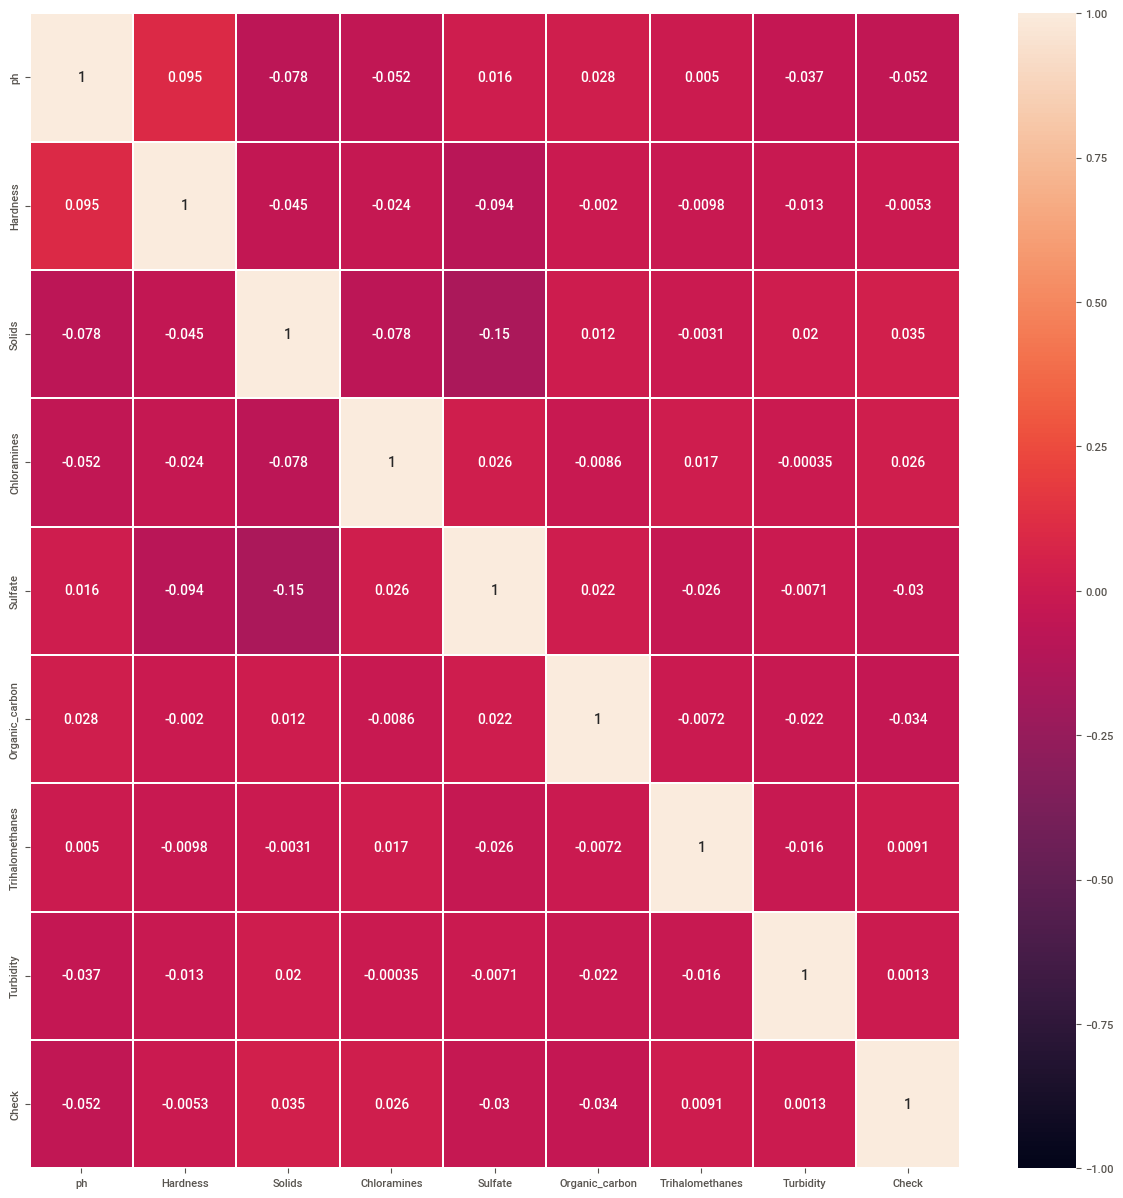 ph 1 0.095 -0.078 -0.052 0.016 0.028 0.005 -0.037 -0.052
Hardness 0.095 1 -0.045 -0.024 -0.094 -0.002 -0.0098 -0.013 -0.0053
Solids -0.078 -0.045 1 -0.078 -0.15 0.012 -0.0031 0.02 0.035
Chloramines -0.052 -0.024 -0.078 1 0.026 -0.0086 0.017 -0.00035 0.026
Sulfate 0.016 -0.094 -0.15 0.026 1 0.022 -0.026 -0.0071 -0.03
Organic_carbon 0.028 -0.002 0.012 -0.0086 0.022 1 -0.0072 -0.022 -0.034
Trihalomethanes 0.005 -0.0098 -0.0031 0.017 -0.026 -0.0072 1 -0.016 0.0091
Turbidity -0.037 -0.013 0.02 -0.00035 -0.0071 -0.022 -0.016 1 0.0013
Check -0.052 -0.0053 0.035 0.026 -0.03 -0.034 0.0091 0.0013 1
ph Hardness Solids Chloramines Sulfate Organic_carbon Trihalomethanes Turbidity Check
1.00
0.75
0.50
0.25
0.00
−0.25
−0.50
−0.75
−1.00